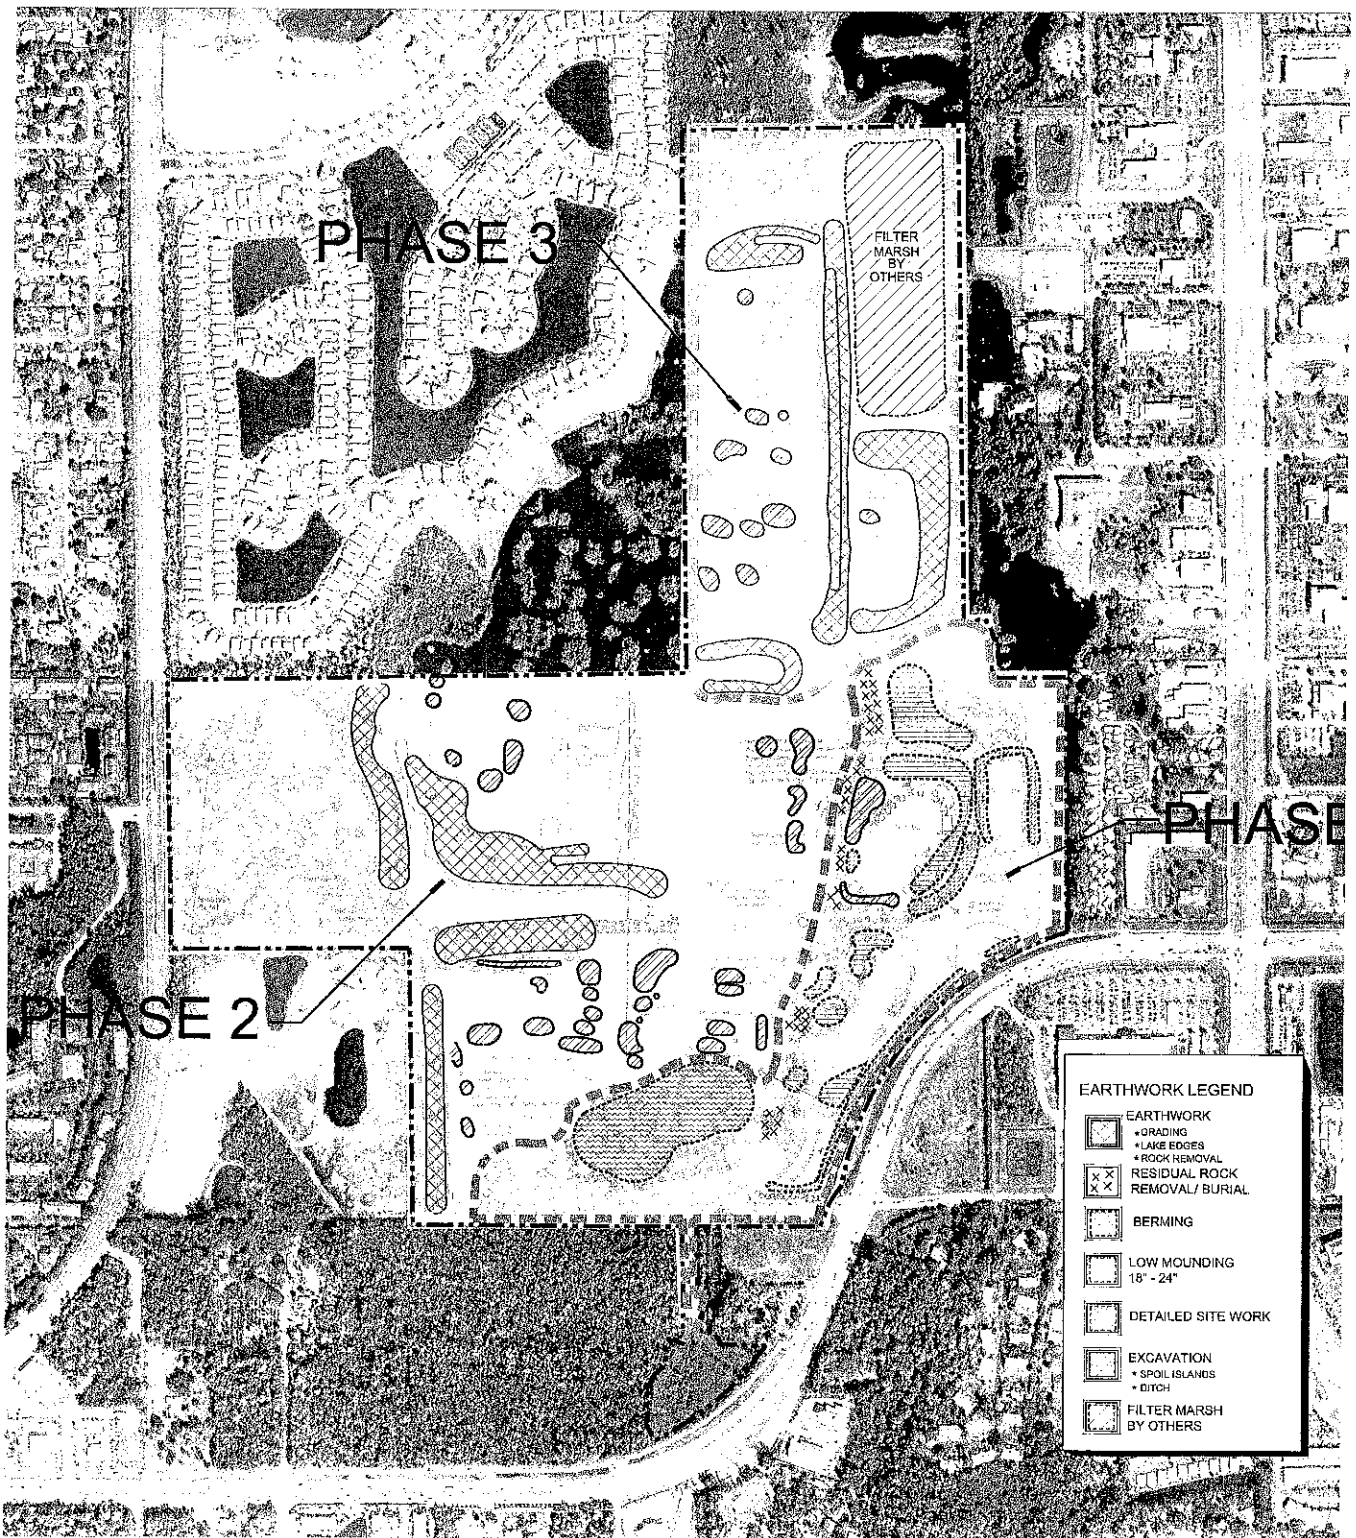 PHASE 3
FILTER
MARSH
BY
OTHERS
PHASE
PHASE 2
EARTHWORK LEGEND
EARTHWORK
*GRADING
*LAKE EDGES
*ROCK REMOVAL
RESIDUAL ROCK
REMOVAL/ BURIAL
BERMING
LOW MOUNDING
18" - 24"
DETAILED SITE WORK
EXCAVATION
* SPOIL ISLANDS
* DITCH
FILTER MARSH
BY OTHERS